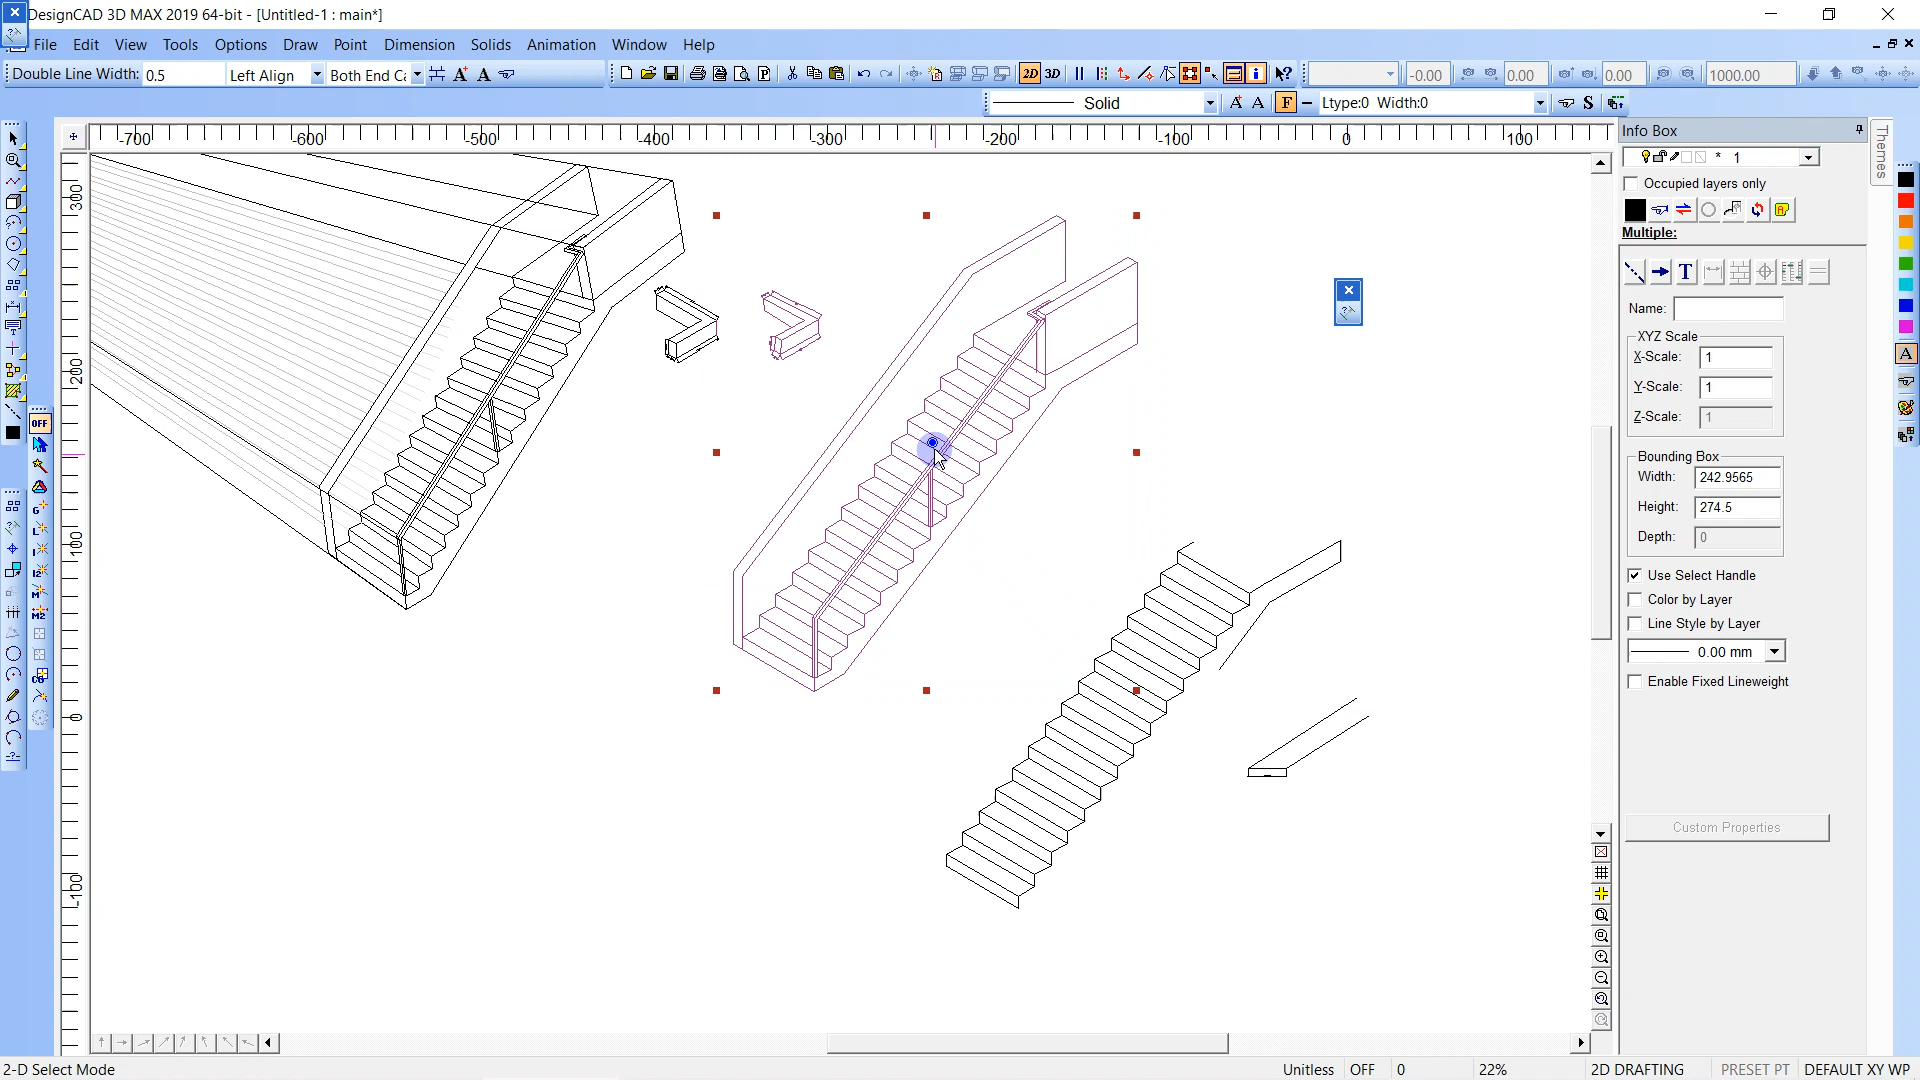 DesignCAD 3D MAX 2019 64-bit - [Untitled-1 : main*]
File Edit View Tools Options Draw Point Dimension Solids Animation Window Help
Double Line Width: 0.5 Left Align Both End Ca 2D 3D -0.00 0.00 0.00 1000.00
Solid A A F Ltype:0 Width:0 S
-700 -600 -500 -400 -300 -200 -100 0 100
Info Box
Themes
* 1
Occupied layers only
Multiple:
T
Name:
XYZ Scale
X-Scale: 1
Y-Scale: 1
Z-Scale: 1
Bounding Box
Width: 242.9565
Height: 274.5
Depth: 0
Use Select Handle
Color by Layer
Line Style by Layer
0.00 mm
Enable Fixed Lineweight
Custom Properties
300
200
100
0
-100
OFF
G
L
I
I2
M
M2
CG
A
2-D Select Mode Unitless OFF 0 22% 2D DRAFTING PRESET PT DEFAULT XY WP